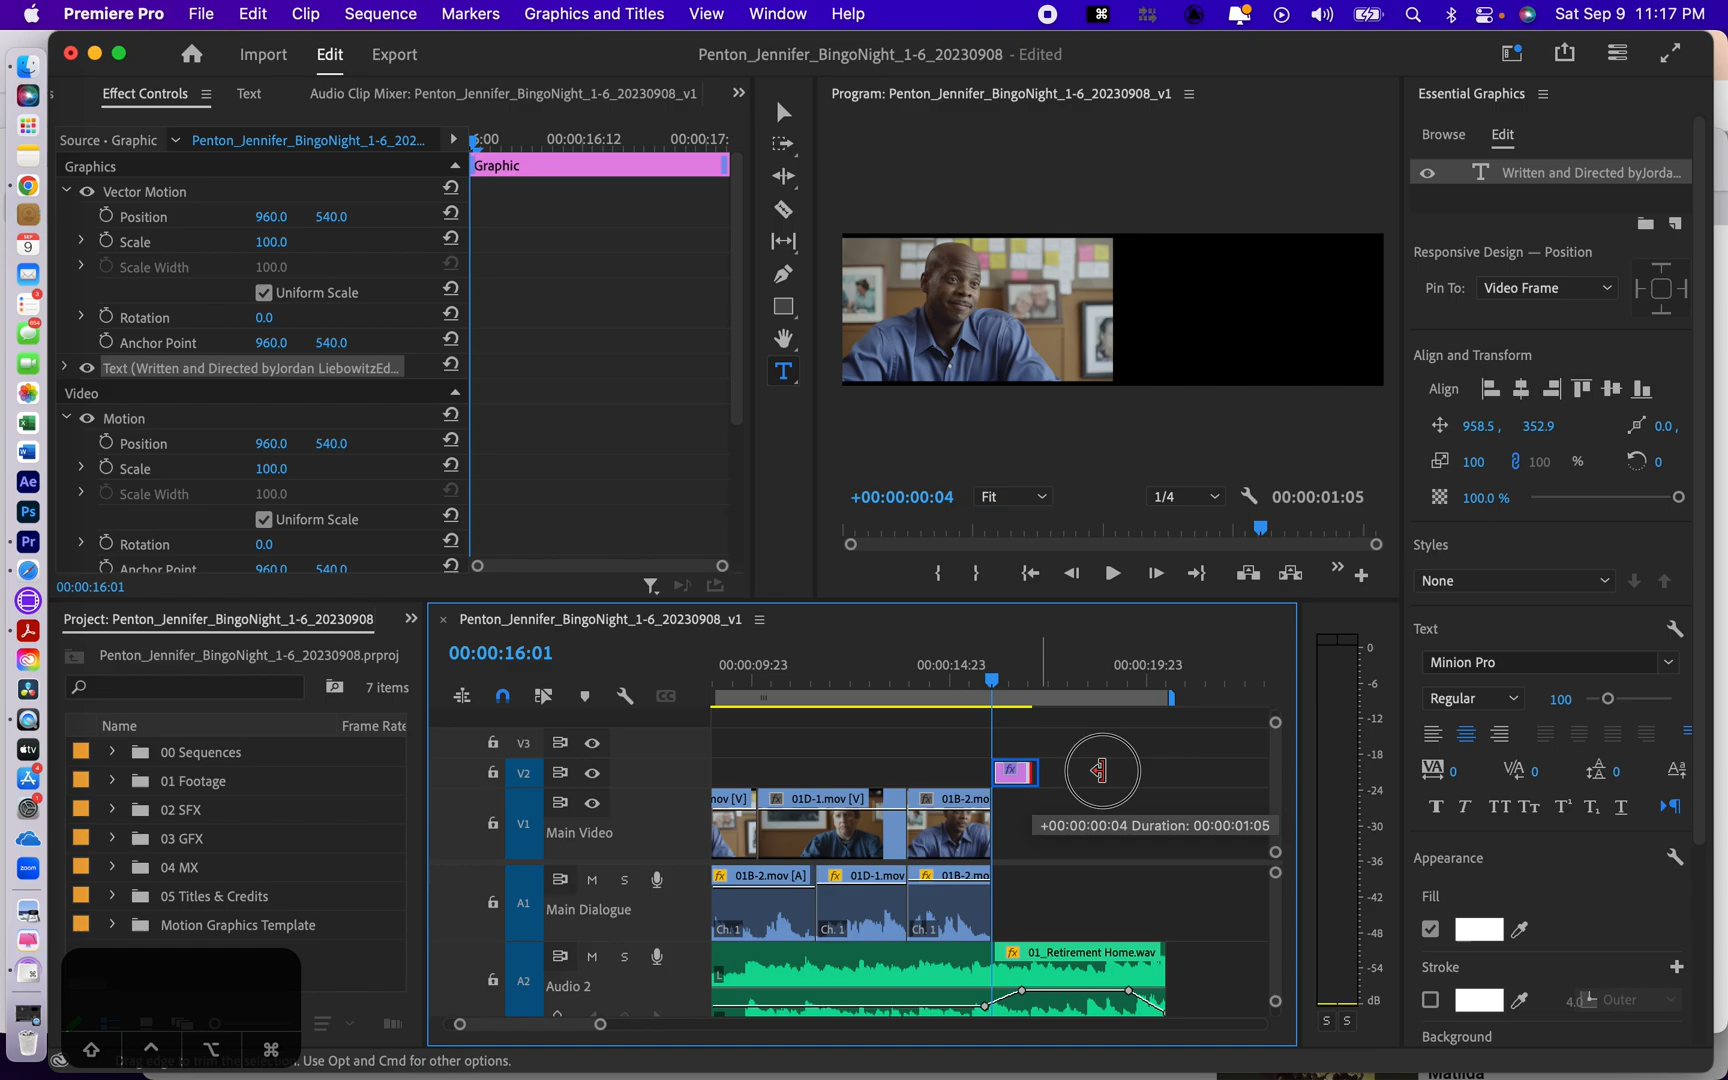 Premiere Pro File Edit Clip Sequence Markers Graphics and Titles View Window Help Sat Sep 9 11:17 PM
Import Edit Export Penton_Jennifer_BingoNight_1-6_20230908 - Edited
Effect Controls Text Audio Clip Mixer: Penton_Jennifer_BingoNight_1-6_20230908_v1
Program: Penton_Jennifer_BingoNight_1-6_20230908_v1
Essential Graphics
Browse Edit
Source • Graphic Penton_Jennifer_BingoNight_1-6_202... 00:00:16:12 00:00:17:
Graphics
Graphic
Vector Motion
Position 960.0 540.0
Scale 100.0
Scale Width 100.0
Uniform Scale
Rotation 0.0
Anchor Point 960.0 540.0
Text (Written and Directed byJordan LiebowitzEd...
Video
Motion
Position 960.0 540.0
Scale 100.0
Scale Width 100.0
Uniform Scale
Rotation 0.0
Anchor Point 960.0 540.0
00:00:16:01
+00:00:00:04 Fit 1/4 00:00:01:05
T Written and Directed byJorda...
Responsive Design — Position
Pin To: Video Frame
Align and Transform
Align
958.5 , 352.9 0.0 ,
100 100 % 0
100.0 %
Styles
None
Text
Minion Pro
Regular 100
0 0 0
Appearance
Fill
Stroke
4.0 Outer
Background
Project: Penton_Jennifer_BingoNight_1-6_20230908
Penton_Jennifer_BingoNight_1-6_20230908.prproj
7 items
Name Frame Rate
00 Sequences
01 Footage
02 SFX
03 GFX
04 MX
05 Titles & Credits
Motion Graphics Template
Penton_Jennifer_BingoNight_1-6_20230908_v1
00:00:16:01
00:00:09:23 00:00:14:23 00:00:19:23
V3
V2
fx
V1 Main Video
mov [V] 01D-1.mov [V] 01B-2.mo
+00:00:00:04 Duration: 00:00:01:05
A1 M S Main Dialogue
fx 01B-2.mov [A] fx 01D-1.mov fx 01B-2.mo
Ch. 1 Ch. 1 Ch. 1
A2 M S Audio 2
fx 01_Retirement Home.wav
L
0
-6
-12
-18
-24
-30
-36
-42
-48
-54
dB
S S
Drag edge to trim the selection. Use Opt and Cmd for other options.
Matilda